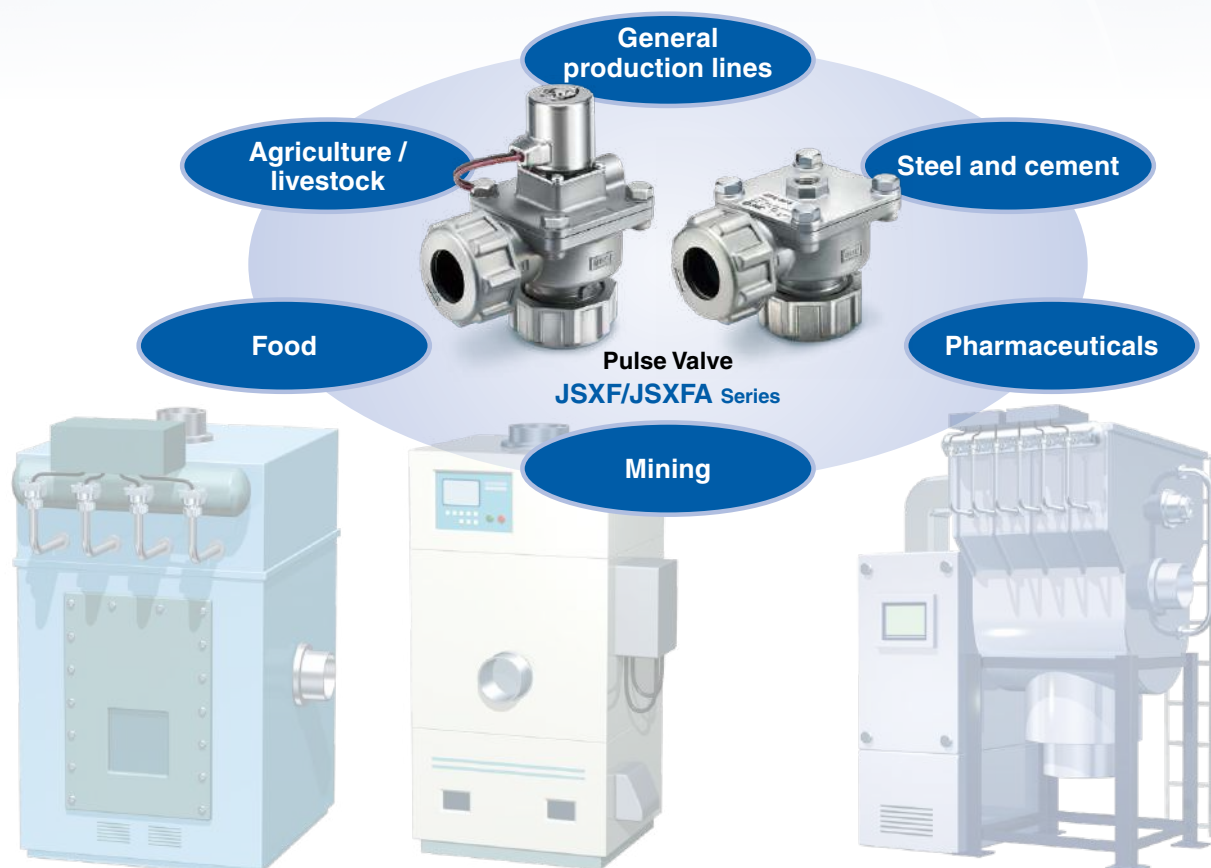 General
production lines
Agriculture /
livestock
Steel and cement
Food
Pharmaceuticals
Pulse Valve
JSXF/JSXFA Series
Mining